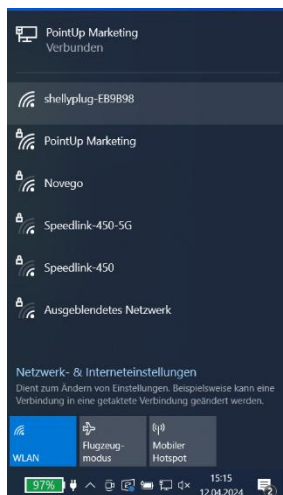 PointUp Marketing
Verbunden
shellyplug-EB9B98
PointUp Marketing
Novego
Speedlink-450-5G
Speedlink-450
Ausgeblendetes Netzwerk
Netzwerk- & Interneteinstellungen
Dient zum Ändern von Einstellungen. Beispielsweise kann eine
Verbindung in eine getaktete Verbindung geändert werden.
WLAN
Flugzeug-
modus
Mobiler
Hotspot
97%
15:15
12.04.2024
2